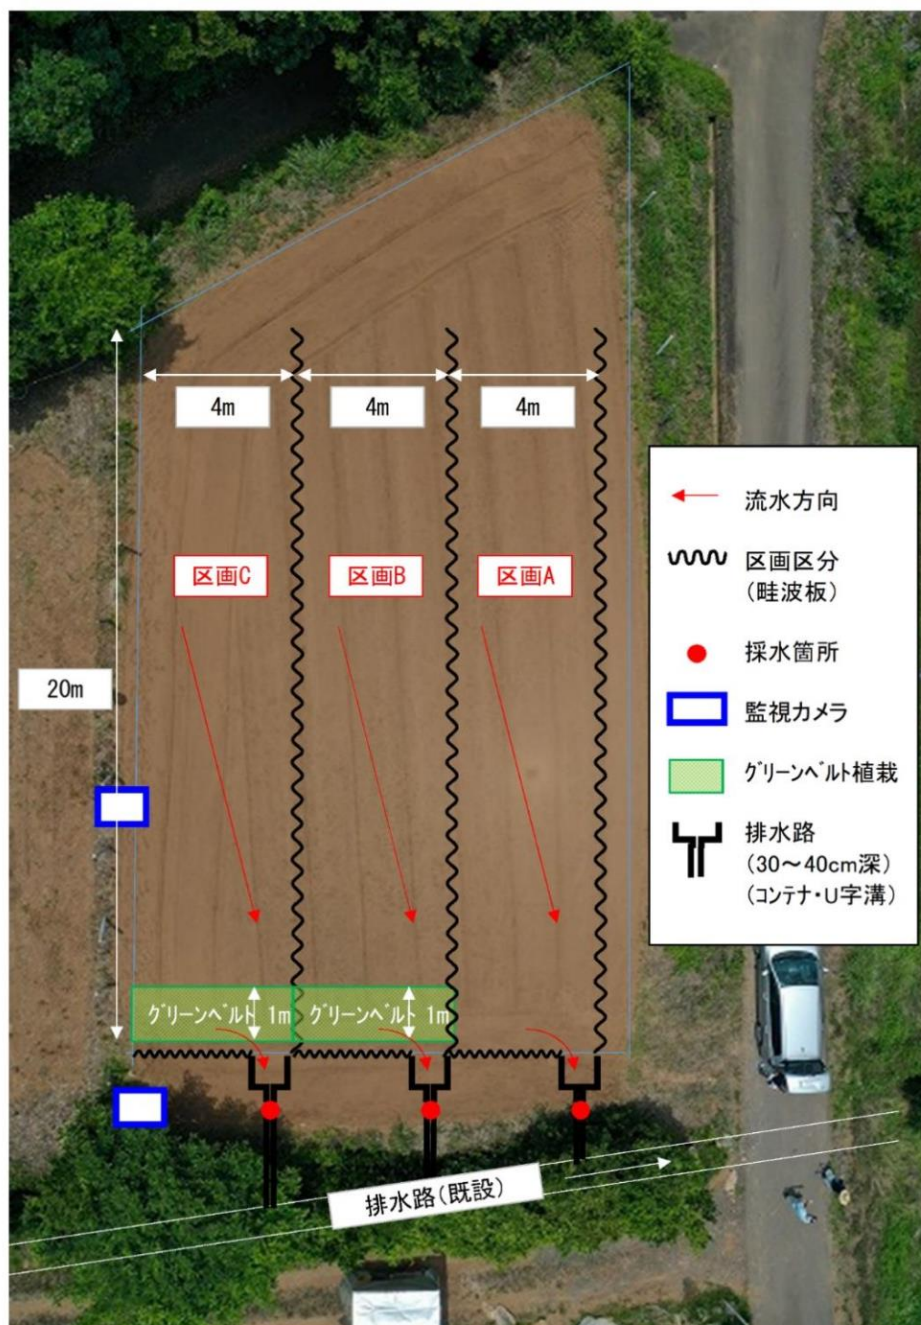 4m
4m
4m
区画C
区画B
区画A
20m
グリーンベルト 1m
グリーンベルト 1m
排水路(既設)
流水方向
区画区分
(畦波板)
採水箇所
監視カメラ
グリーンベルト植栽
排水路
(30～40cm深)
(コンテナ・U字溝)